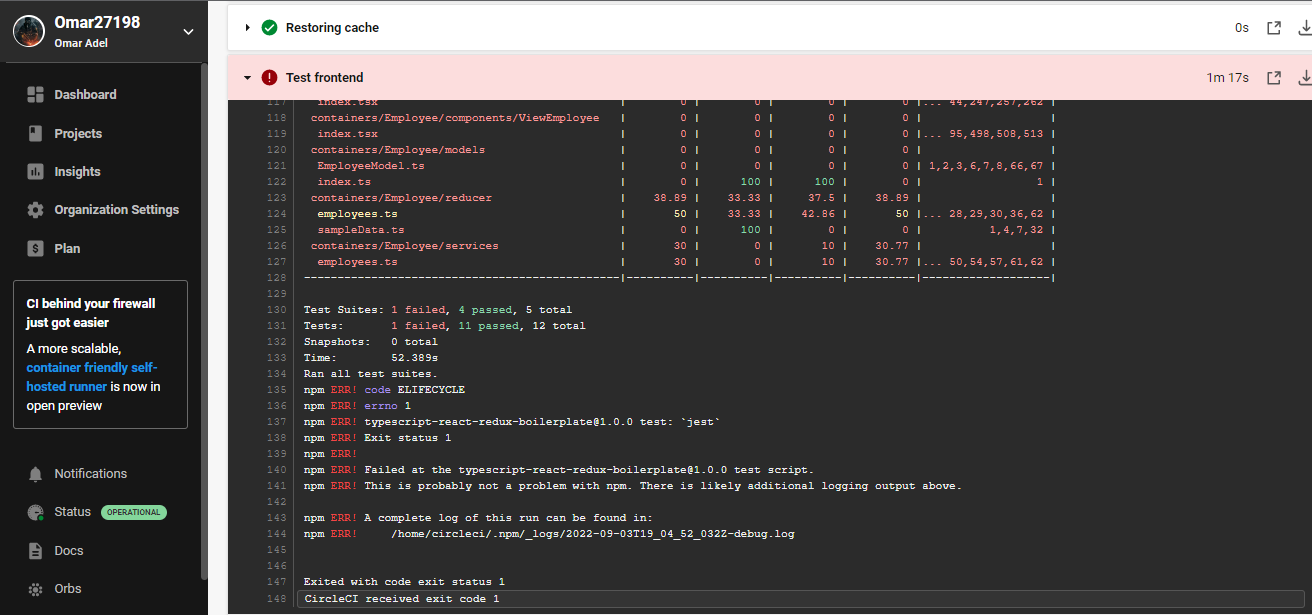 Omar27198
Omar Adel
Dashboard
Projects
Insights
Organization Settings
Plan
CI behind your firewall
just got easier
A more scalable,
container friendly self-
hosted runner is now in
open preview
Notifications
Status OPERATIONAL
Docs
Orbs
Restoring cache 0s
Test frontend 1m 17s
117 index.tsx | 0 | 0 | 0 | 0 |... 44,247,257,262 |
118 containers/Employee/components/ViewEmployee | 0 | 0 | 0 | 0 | |
119 index.tsx | 0 | 0 | 0 | 0 |... 95,498,508,513 |
120 containers/Employee/models | 0 | 0 | 0 | 0 | |
121 EmployeeModel.ts | 0 | 0 | 0 | 0 | 1,2,3,6,7,8,66,67 |
122 index.ts | 0 | 100 | 100 | 0 | 1 |
123 containers/Employee/reducer | 38.89 | 33.33 | 37.5 | 38.89 | |
124 employees.ts | 50 | 33.33 | 42.86 | 50 |... 28,29,30,36,62 |
125 sampleData.ts | 0 | 100 | 0 | 0 | 1,4,7,32 |
126 containers/Employee/services | 30 | 0 | 10 | 30.77 | |
127 employees.ts | 30 | 0 | 10 | 30.77 |... 50,54,57,61,62 |
128 -----------------------------------------------|----------|----------|----------|----------|-------------------|
129
130 Test Suites: 1 failed, 4 passed, 5 total
131 Tests: 1 failed, 11 passed, 12 total
132 Snapshots: 0 total
133 Time: 52.389s
134 Ran all test suites.
135 npm ERR! code ELIFECYCLE
136 npm ERR! errno 1
137 npm ERR! typescript-react-redux-boilerplate@1.0.0 test: `jest`
138 npm ERR! Exit status 1
139 npm ERR!
140 npm ERR! Failed at the typescript-react-redux-boilerplate@1.0.0 test script.
141 npm ERR! This is probably not a problem with npm. There is likely additional logging output above.
142
143 npm ERR! A complete log of this run can be found in:
144 npm ERR! /home/circleci/.npm/_logs/2022-09-03T19_04_52_032Z-debug.log
145
146
147 Exited with code exit status 1
148 CircleCI received exit code 1